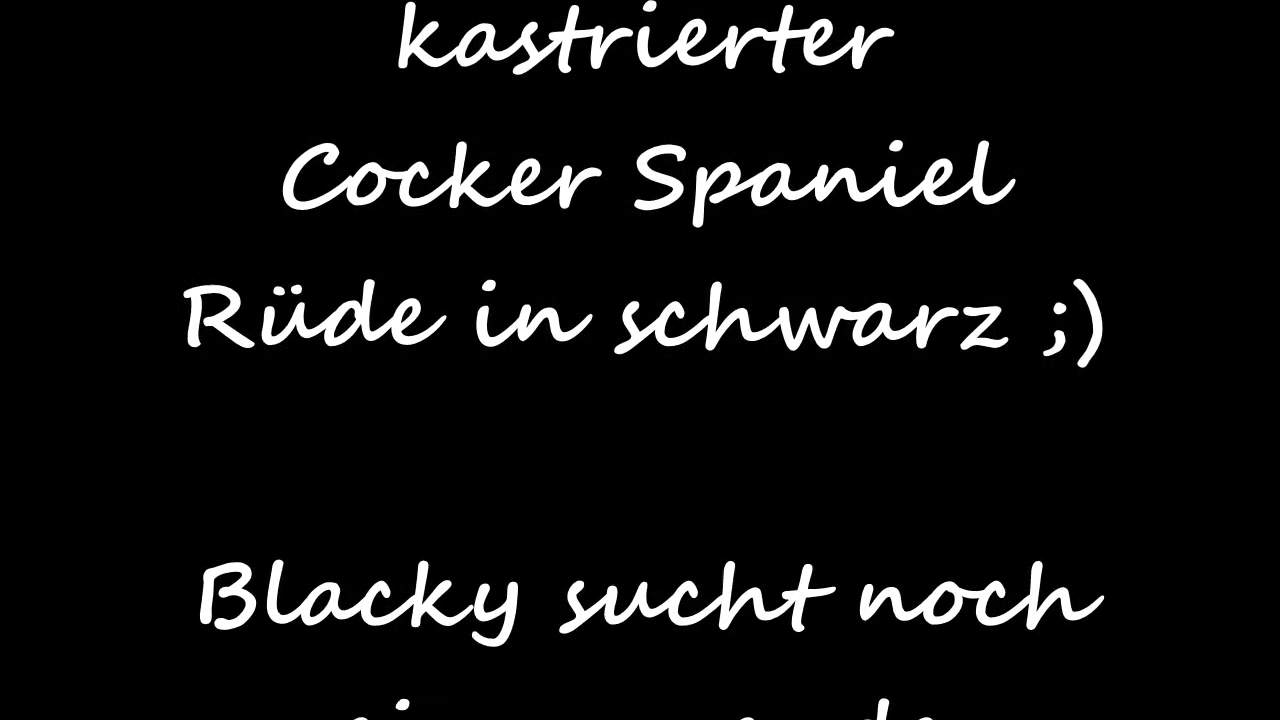 kastrierter
Cocker Spaniel
Rüde in schwarz ;)
Blacky sucht noch